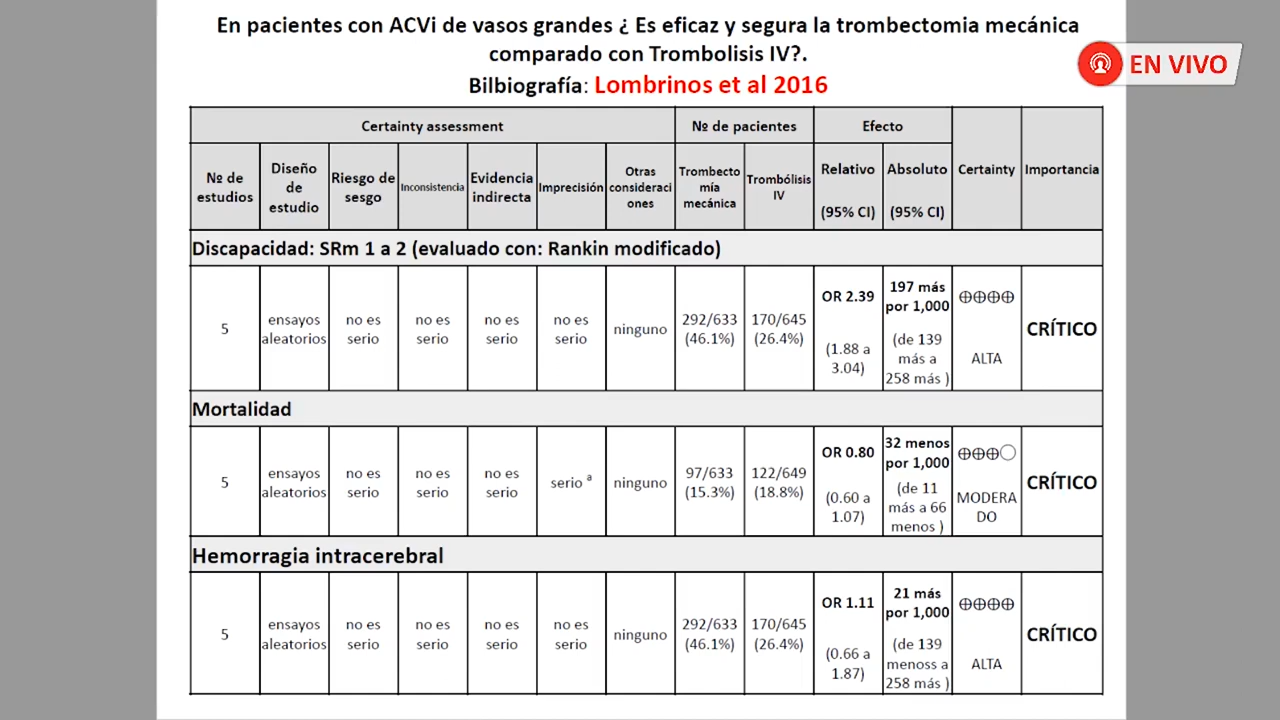 En pacientes con ACVi de vasos grandes ¿ Es eficaz y segura la trombectomia mecánica
comparado con Trombolisis IV?.
Bilbiografía: Lombrinos et al 2016
EN VIVO
Certainty assessment
Nº de pacientes
Efecto
Certainty
Importancia
Nº de
estudios
Diseño
de
estudio
Riesgo de
sesgo
Inconsistencia
Evidencia
indirecta
Imprecisión
Otras
consideraci
ones
Trombecto
mía
mecánica
Trombólisis
IV
Relativo
(95% CI)
Absoluto
(95% CI)
Discapacidad: SRm 1 a 2 (evaluado con: Rankin modificado)
5
ensayos
aleatorios
no es
serio
no es
serio
no es
serio
no es
serio
ninguno
292/633
(46.1%)
170/645
(26.4%)
OR 2.39
(1.88 a
3.04)
197 más
por 1,000
(de 139
más a
258 más )
⨁⨁⨁⨁
ALTA
CRÍTICO
Mortalidad
5
ensayos
aleatorios
no es
serio
no es
serio
no es
serio
serio a
ninguno
97/633
(15.3%)
122/649
(18.8%)
OR 0.80
(0.60 a
1.07)
32 menos
por 1,000
(de 11
más a 66
menos )
⨁⨁⨁◯
MODERA
DO
CRÍTICO
Hemorragia intracerebral
5
ensayos
aleatorios
no es
serio
no es
serio
no es
serio
no es
serio
ninguno
292/633
(46.1%)
170/645
(26.4%)
OR 1.11
(0.66 a
1.87)
21 más
por 1,000
(de 139
menoss a
258 más )
⨁⨁⨁⨁
ALTA
CRÍTICO